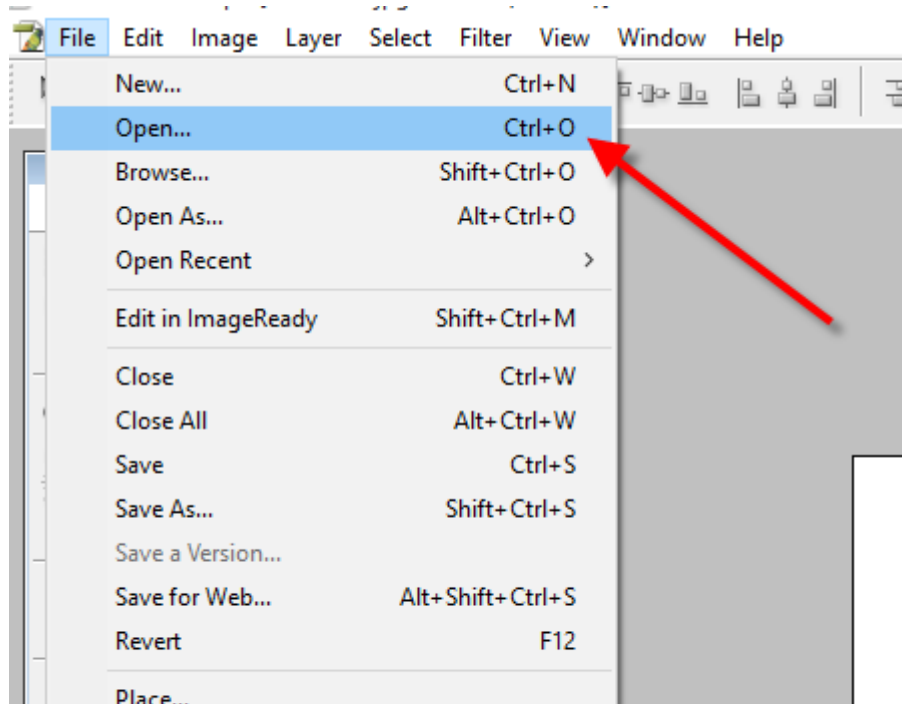 File Edit Image Layer Select Filter View Window Help
New... Ctrl+N
Open... Ctrl+O
Browse... Shift+Ctrl+O
Open As... Alt+Ctrl+O
Open Recent >
Edit in ImageReady Shift+Ctrl+M
Close Ctrl+W
Close All Alt+Ctrl+W
Save Ctrl+S
Save As... Shift+Ctrl+S
Save a Version...
Save for Web... Alt+Shift+Ctrl+S
Revert F12
Place...